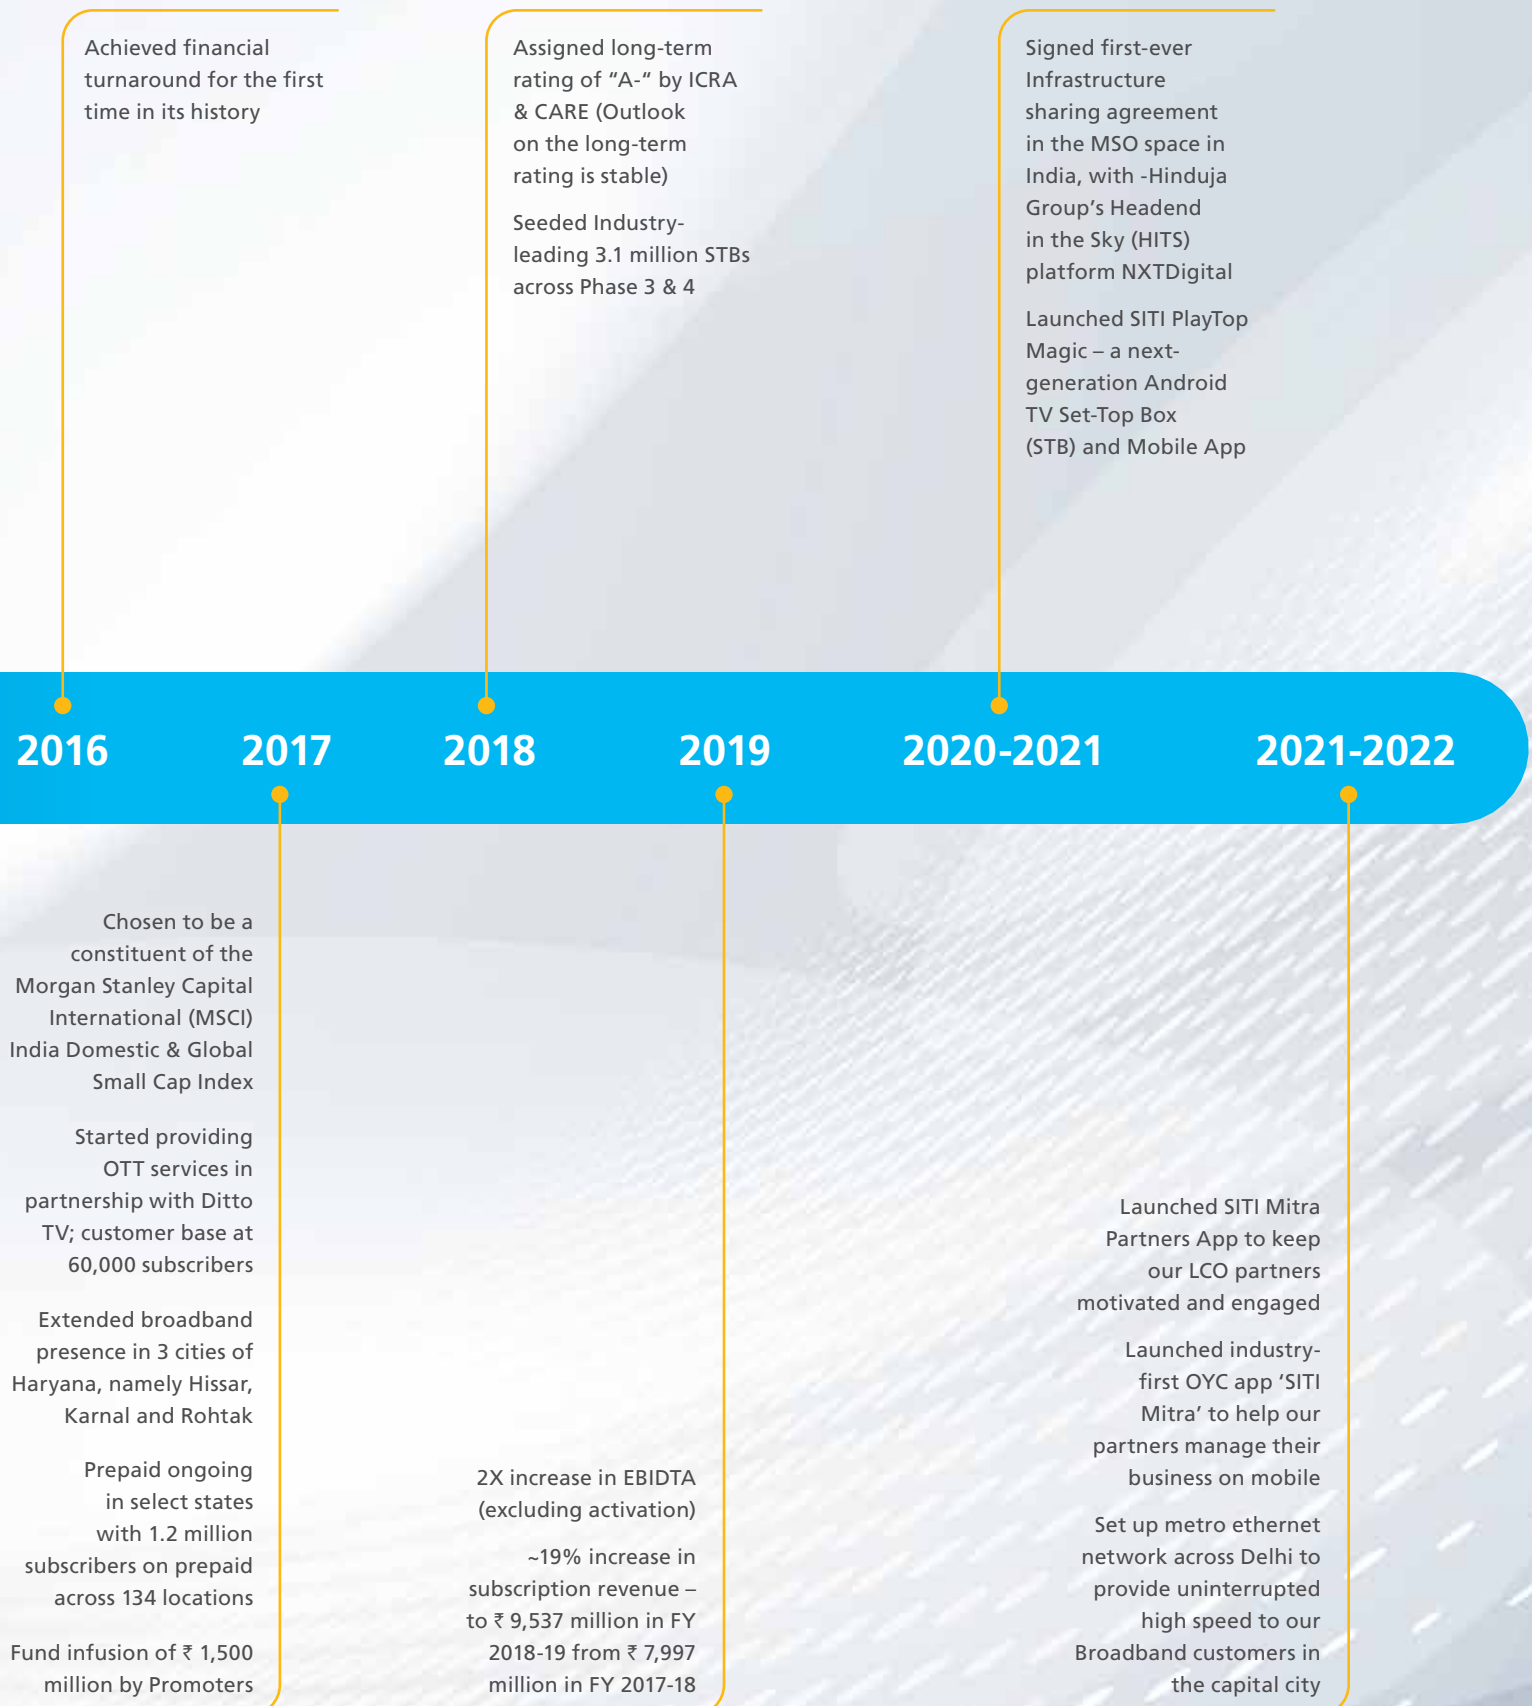 Achieved financial
turnaround for the first
time in its history
Assigned long-term
rating of “A-“ by ICRA
& CARE (Outlook
on the long-term
rating is stable)
Seeded Industry-
leading 3.1 million STBs
across Phase 3 & 4
Signed first-ever
Infrastructure
sharing agreement
in the MSO space in
India, with -Hinduja
Group’s Headend
in the Sky (HITS)
platform NXTDigital
Launched SITI PlayTop
Magic – a next-
generation Android
TV Set-Top Box
(STB) and Mobile App
2016
2017
2018
2019
2020-2021
2021-2022
Chosen to be a
constituent of the
Morgan Stanley Capital
International (MSCI)
India Domestic & Global
Small Cap Index
Started providing
OTT services in
partnership with Ditto
TV; customer base at
60,000 subscribers
Extended broadband
presence in 3 cities of
Haryana, namely Hissar,
Karnal and Rohtak
Prepaid ongoing
in select states
with 1.2 million
subscribers on prepaid
across 134 locations
Fund infusion of ₹ 1,500
million by Promoters
2X increase in EBIDTA
(excluding activation)
~19% increase in
subscription revenue –
to ₹ 9,537 million in FY
2018-19 from ₹ 7,997
million in FY 2017-18
Launched SITI Mitra
Partners App to keep
our LCO partners
motivated and engaged
Launched industry-
first OYC app ‘SITI
Mitra’ to help our
partners manage their
business on mobile
Set up metro ethernet
network across Delhi to
provide uninterrupted
high speed to our
Broadband customers in
the capital city